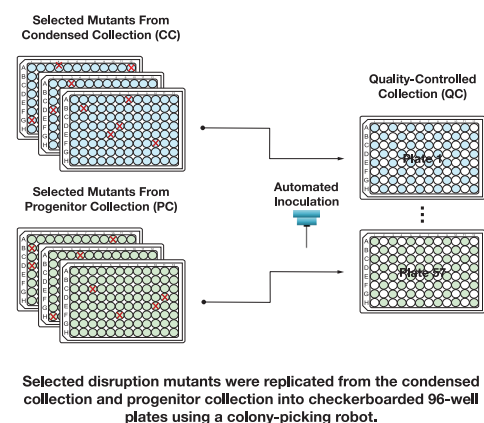 Selected Mutants From
Condensed Collection (CC)
Quality-Controlled
Collection (QC)
Plate 1
Selected Mutants From
Progenitor Collection (PC)
Automated
Inoculation
Plate 57
A
B
C
D
E
F
G
H
A
B
C
D
E
F
G
H
Selected disruption mutants were replicated from the condensed
collection and progenitor collection into checkerboarded 96-well
plates using a colony-picking robot.